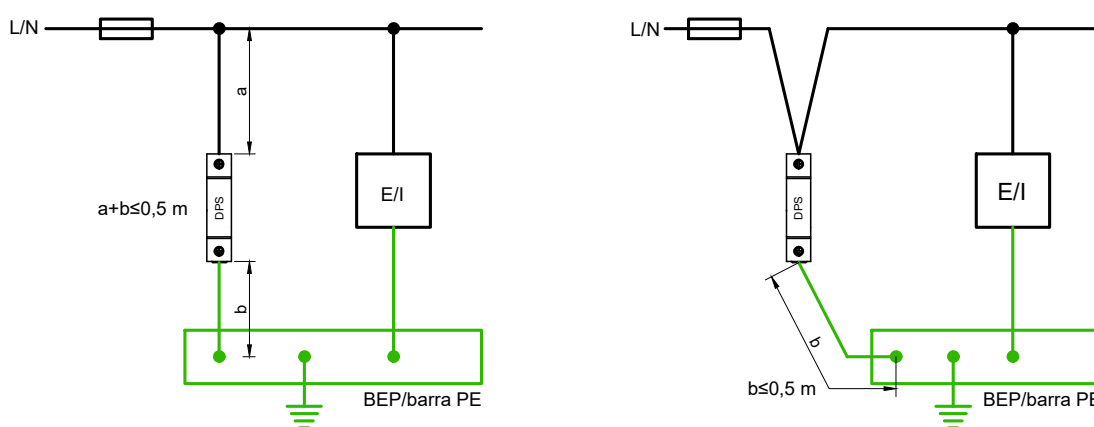 L/N
a
DPS
a+b≤0,5 m
E/I
b
BEP/barra PE
L/N
DPS
E/I
b
b≤0,5 m
BEP/barra PE